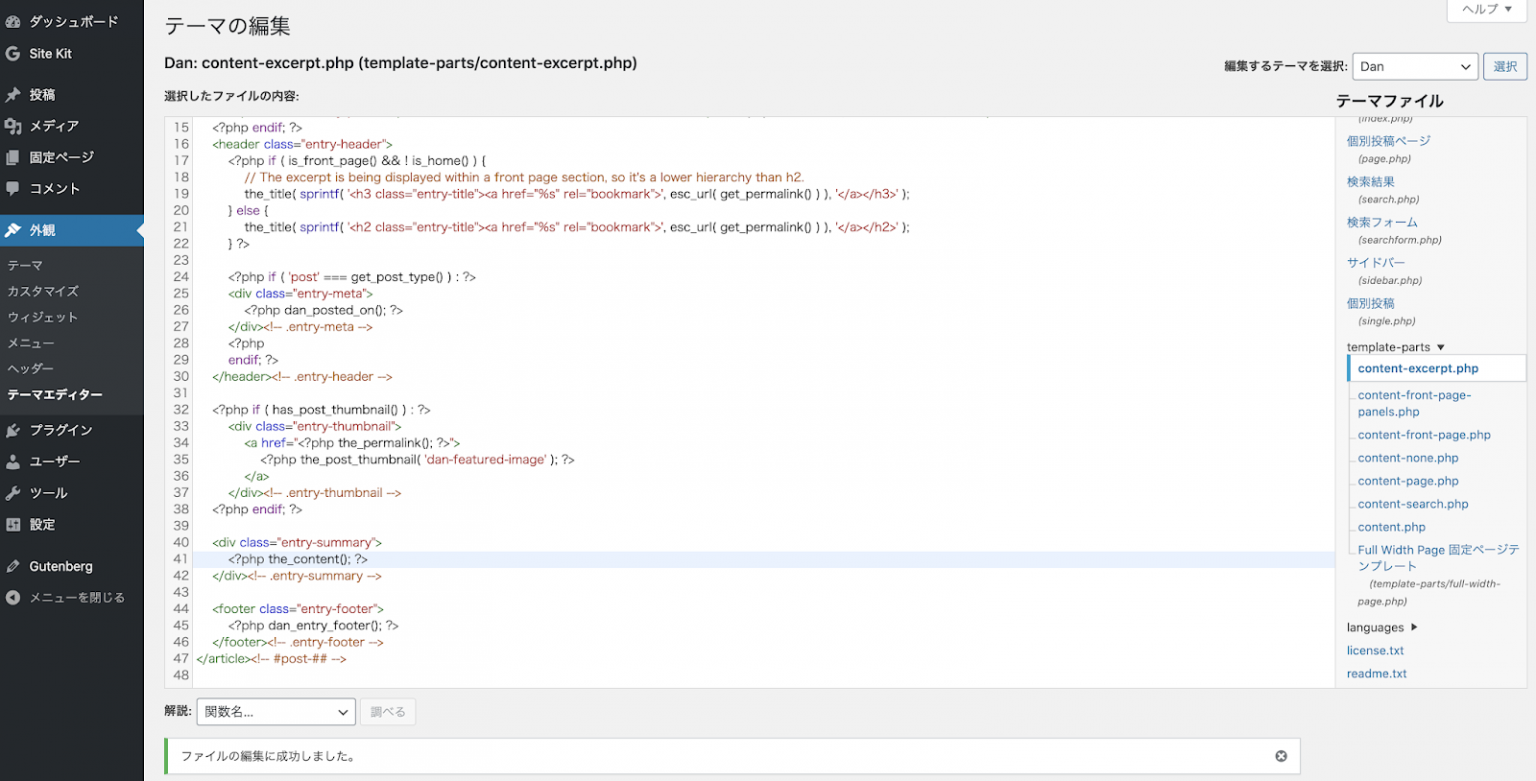 ダッシュボード
Site Kit
投稿
メディア
固定ページ
コメント
外観
テーマ
カスタマイズ
ウィジェット
メニュー
ヘッダー
テーマエディター
プラグイン
ユーザー
ツール
設定
Gutenberg
メニューを閉じる
ヘルプ ▼
テーマの編集
Dan: content-excerpt.php (template-parts/content-excerpt.php)
編集するテーマを選択: Dan 選択
選択したファイルの内容:
15 <?php endif; ?>
16 <header class="entry-header">
17 <?php if ( is_front_page() && ! is_home() ) {
18 // The excerpt is being displayed within a front page section, so it's a lower hierarchy than h2.
19 the_title( sprintf( '<h3 class="entry-title"><a href="%s" rel="bookmark">', esc_url( get_permalink() ) ), '</a></h3>' );
20 } else {
21 the_title( sprintf( '<h2 class="entry-title"><a href="%s" rel="bookmark">', esc_url( get_permalink() ) ), '</a></h2>' );
22 } ?>
23
24 <?php if ( 'post' === get_post_type() ) : ?>
25 <div class="entry-meta">
26 <?php dan_posted_on(); ?>
27 </div><!-- .entry-meta -->
28 <?php
29 endif; ?>
30 </header><!-- .entry-header -->
31
32 <?php if ( has_post_thumbnail() ) : ?>
33 <div class="entry-thumbnail">
34 <a href="<?php the_permalink(); ?>">
35 <?php the_post_thumbnail( 'dan-featured-image' ); ?>
36 </a>
37 </div><!-- .entry-thumbnail -->
38 <?php endif; ?>
39
40 <div class="entry-summary">
41 <?php the_content(); ?>
42 </div><!-- .entry-summary -->
43
44 <footer class="entry-footer">
45 <?php dan_entry_footer(); ?>
46 </footer><!-- .entry-footer -->
47 </article><!-- #post-## -->
48
テーマファイル
(index.php)
個別投稿ページ
(page.php)
検索結果
(search.php)
検索フォーム
(searchform.php)
サイドバー
(sidebar.php)
個別投稿
(single.php)
template-parts ▼
content-excerpt.php
content-front-page-
panels.php
content-front-page.php
content-none.php
content-page.php
content-search.php
content.php
Full Width Page 固定ページテ
ンプレート
(template-parts/full-width-
page.php)
languages ▶
license.txt
readme.txt
解説: 関数名... 調べる
ファイルの編集に成功しました。